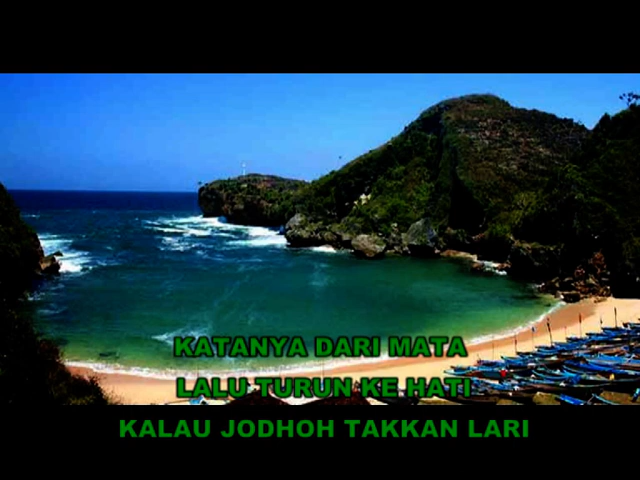 KATANYA DARI MATA
LALU TURUN KE HATI
KALAU JODHOH TAKKAN LARI